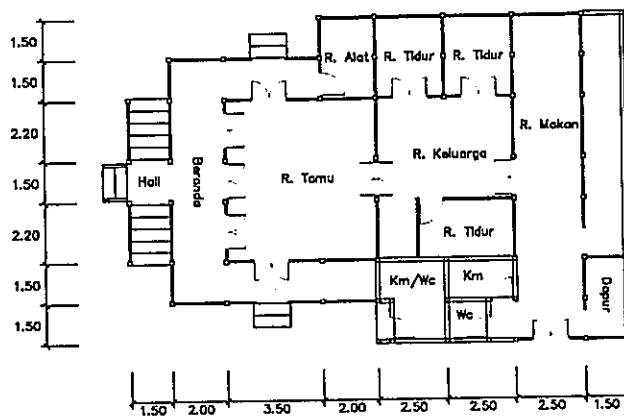 1.50
1.50
2.20
1.50
2.20
1.50
1.50
R. Alat
R. Tidur
R. Tidur
R. Makan
Hall
Beranda
R. Tamu
R. Keluarga
R. Tidur
Km/Wc
Km
Wc
Dapur
1.50
2.00
3.50
2.00
2.50
2.50
2.50
1.50